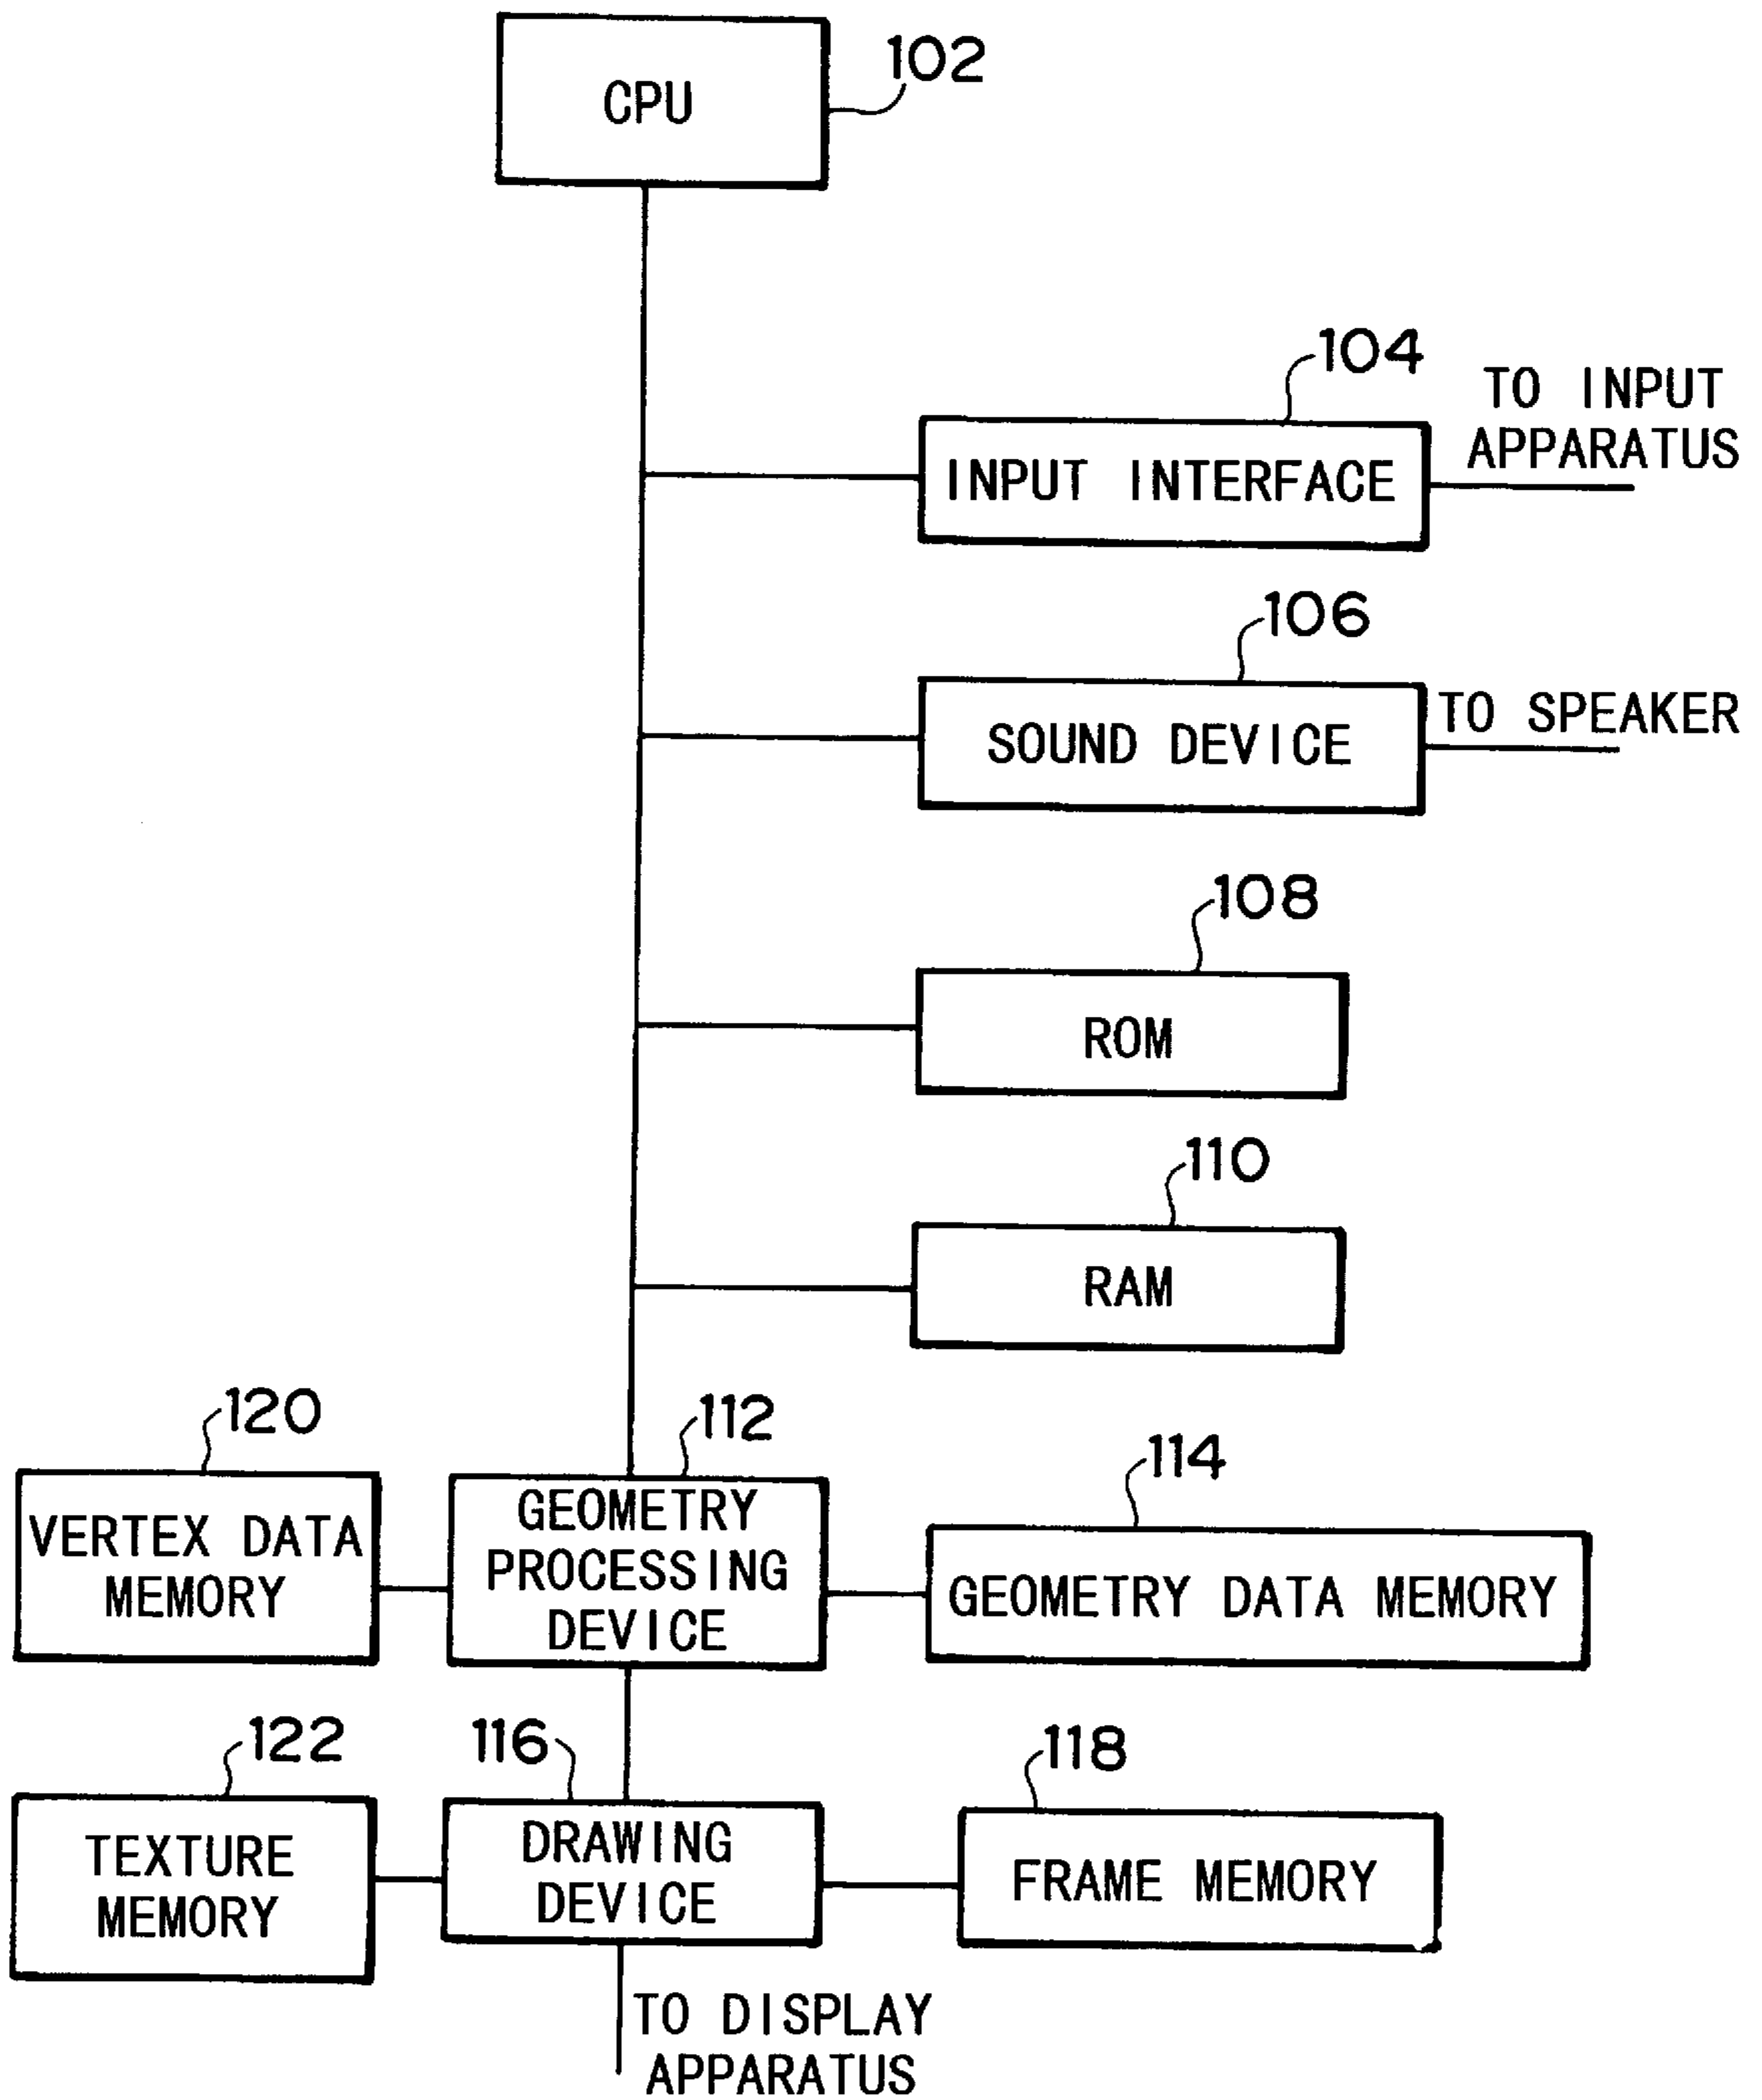 CPU
102
104
TO INPUT
APPARATUS
INPUT INTERFACE
106
TO SPEAKER
SOUND DEVICE
108
ROM
110
RAM
120
112
114
VERTEX DATA
MEMORY
GEOMETRY
PROCESSING
DEVICE
GEOMETRY DATA MEMORY
122
116
118
TEXTURE
MEMORY
DRAWING
DEVICE
FRAME MEMORY
TO DISPLAY
APPARATUS